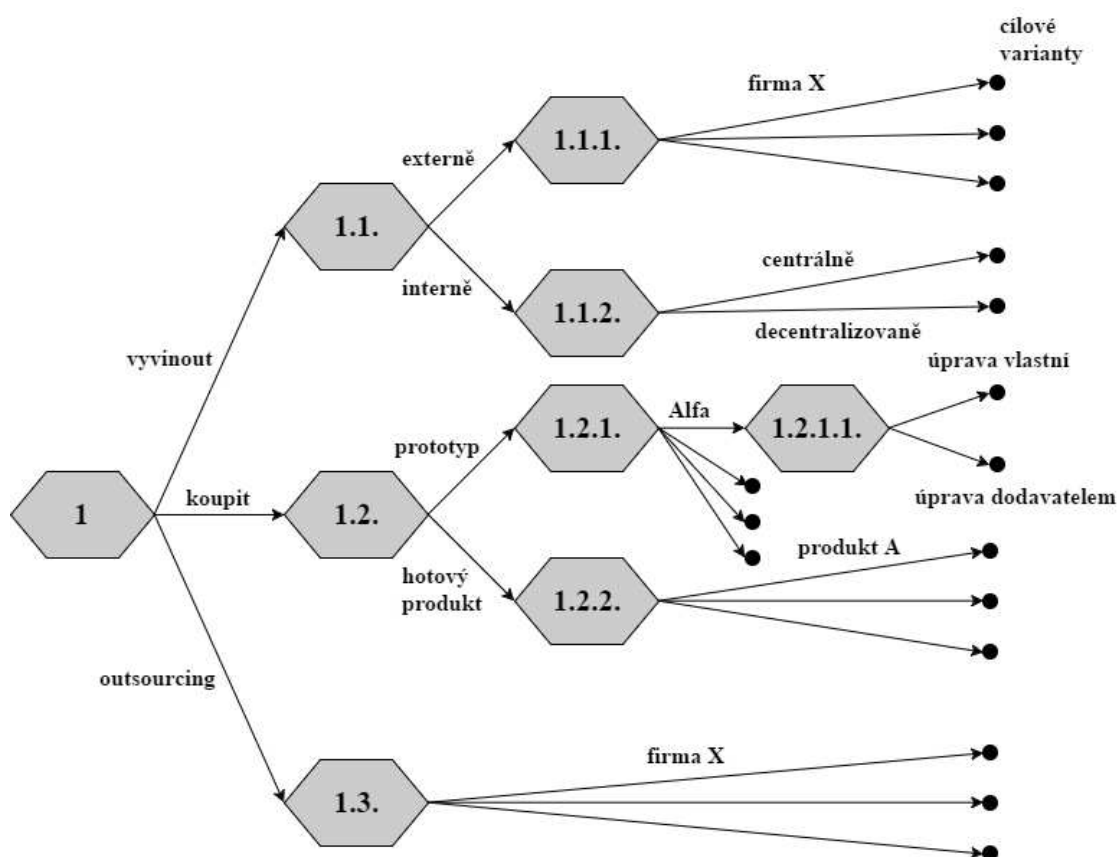 cílové
varianty
firma X
1.1.1.
externě
1.1.
interně
centrálně
1.1.2.
decentralizovaně
vyvinout
úprava vlastní
Alfa
1.2.1.
1.2.1.1.
prototyp
úprava dodavatelem
koupit
1
1.2.
produkt A
hotový
produkt
1.2.2.
outsourcing
firma X
1.3.